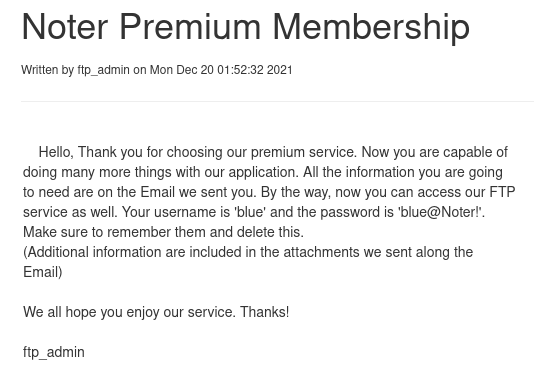 Noter Premium Membership
Written by ftp_admin on Mon Dec 20 01:52:32 2021
Hello, Thank you for choosing our premium service. Now you are capable of
doing many more things with our application. All the information you are going
to need are on the Email we sent you. By the way, now you can access our FTP
service as well. Your username is 'blue' and the password is 'blue@Noter!'.
Make sure to remember them and delete this.
(Additional information are included in the attachments we sent along the
Email)
We all hope you enjoy our service. Thanks!
ftp_admin